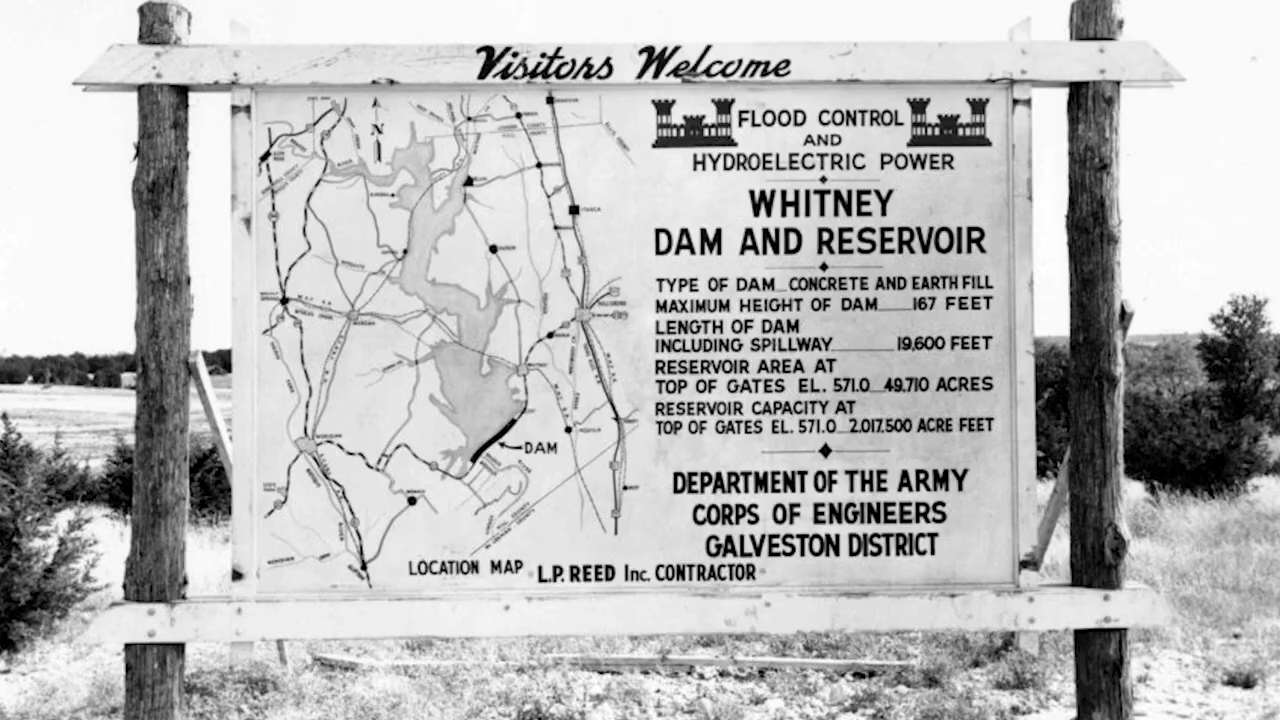 Visitors Welcome
N
FLOOD CONTROL
AND
HYDROELECTRIC POWER
WHITNEY
DAM AND RESERVOIR
TYPE OF DAM CONCRETE AND EARTH FILL
MAXIMUM HEIGHT OF DAM 167 FEET
LENGTH OF DAM
INCLUDING SPILLWAY 19,600 FEET
RESERVOIR AREA AT
TOP OF GATES EL. 571.0 49,710 ACRES
RESERVOIR CAPACITY AT
TOP OF GATES EL. 571.0 2,017,500 ACRE FEET
DEPARTMENT OF THE ARMY
CORPS OF ENGINEERS
GALVESTON DISTRICT
ITASCA
MERIDIAN
DAM
LOCATION MAP
L.P. REED Inc. CONTRACTOR